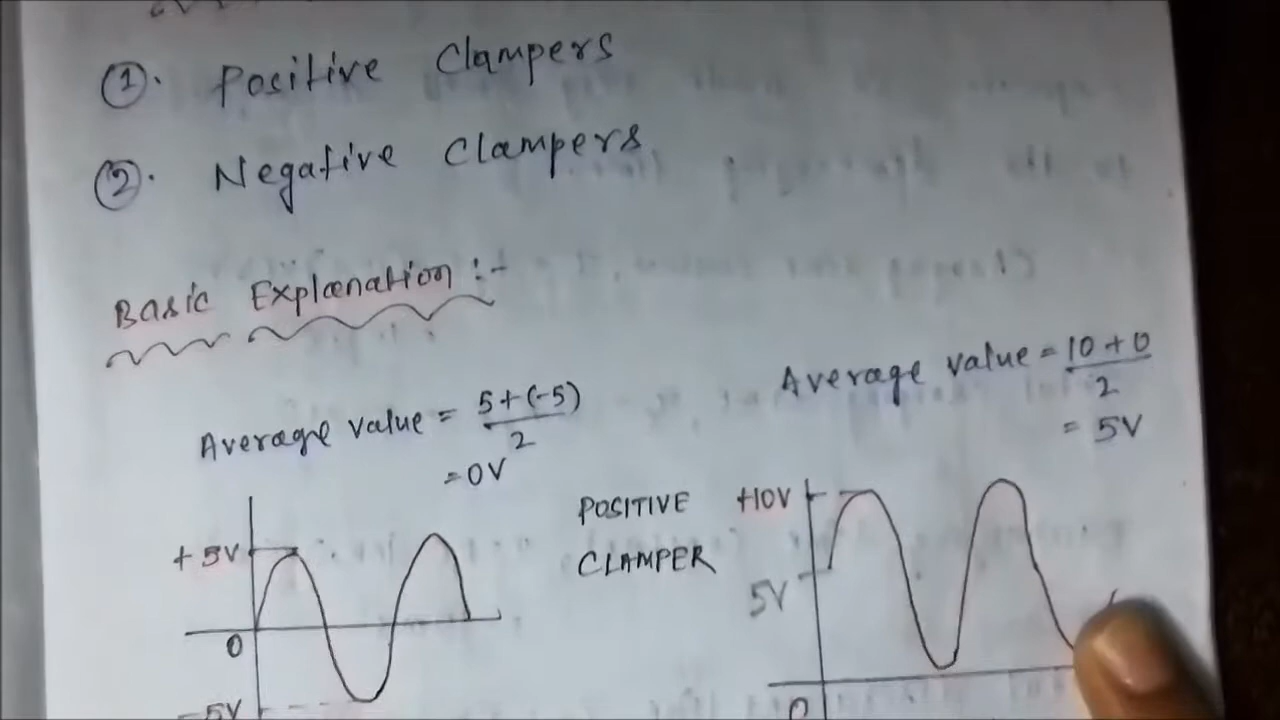 ①. Positive Clampers
②. Negative Clampers
Basic Explanation :-
Average value = 5+(-5)
2
=0V
Average value = 10+0
2
= 5V
+5V
0
-5V
POSITIVE
CLAMPER
+10V
5V
0